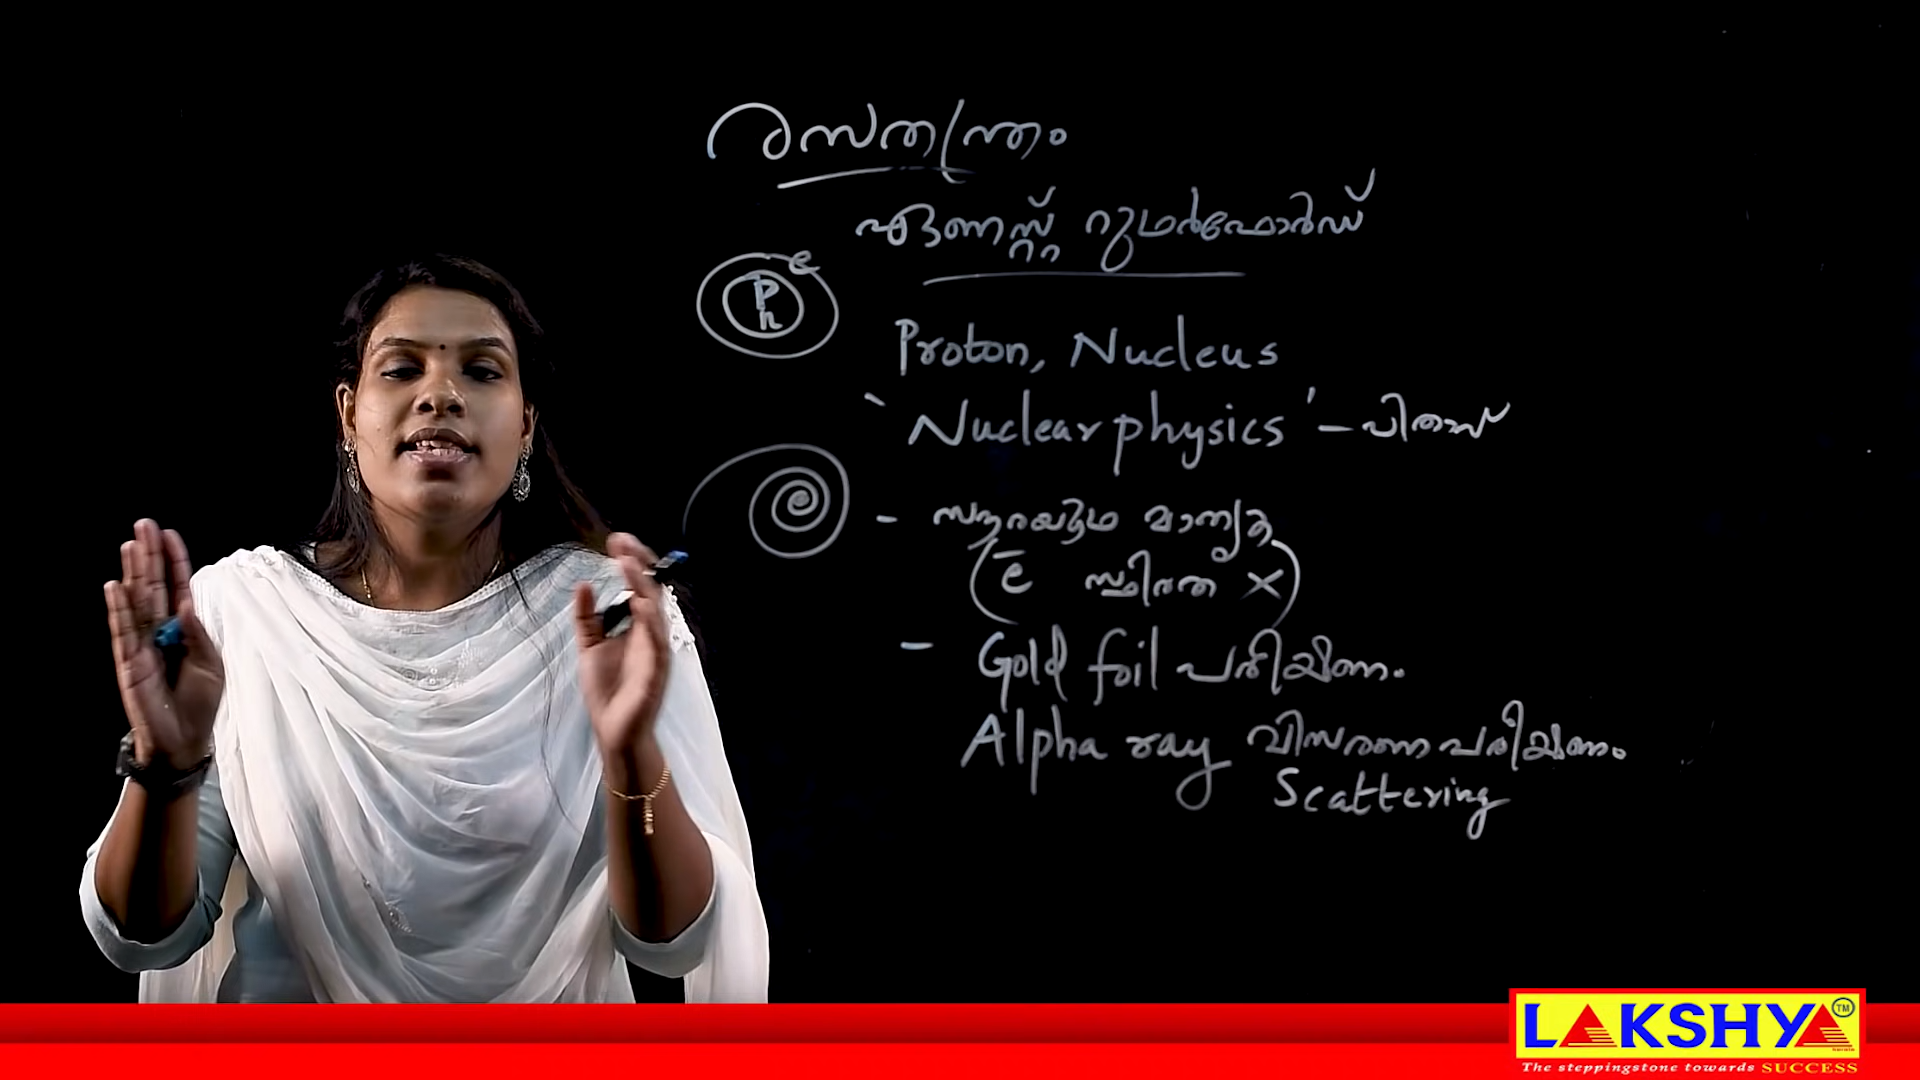 രസതന്ത്രം
ഏണസ്റ്റ് റുഥർഫോർഡ്
e
P
n
Proton, Nucleus
`Nuclear physics' - പിതാവ്
e
- സൗരയൂഥ മാതൃക
(ē സ്ഥിരത X)
- Gold foil പരീക്ഷണം
Alpha ray വിസരണ പരീക്ഷണം
Scattering
LAKSHYA TM
The steppingstone towards SUCCESS